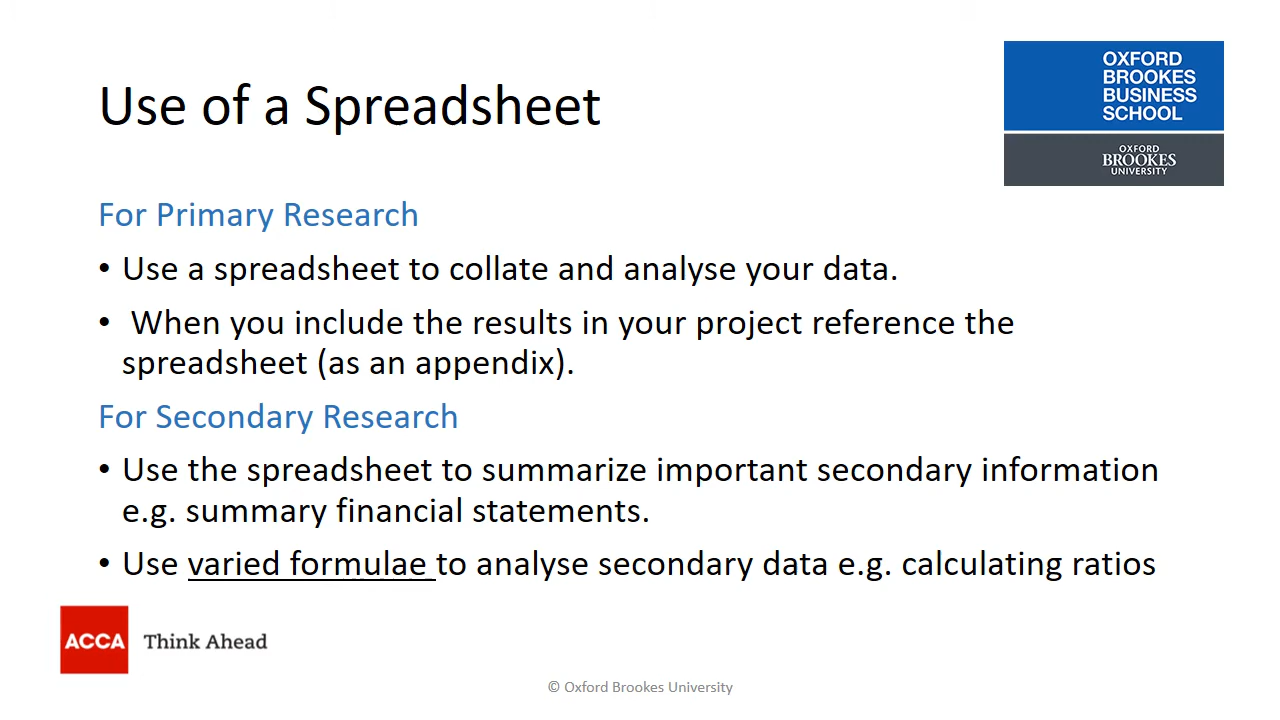 Use of a Spreadsheet
OXFORD
BROOKES
BUSINESS
SCHOOL
OXFORD
BROOKES
UNIVERSITY
For Primary Research
• Use a spreadsheet to collate and analyse your data.
• When you include the results in your project reference the
spreadsheet (as an appendix).
For Secondary Research
• Use the spreadsheet to summarize important secondary information
e.g. summary financial statements.
• Use varied formulae to analyse secondary data e.g. calculating ratios
ACCA Think Ahead
© Oxford Brookes University